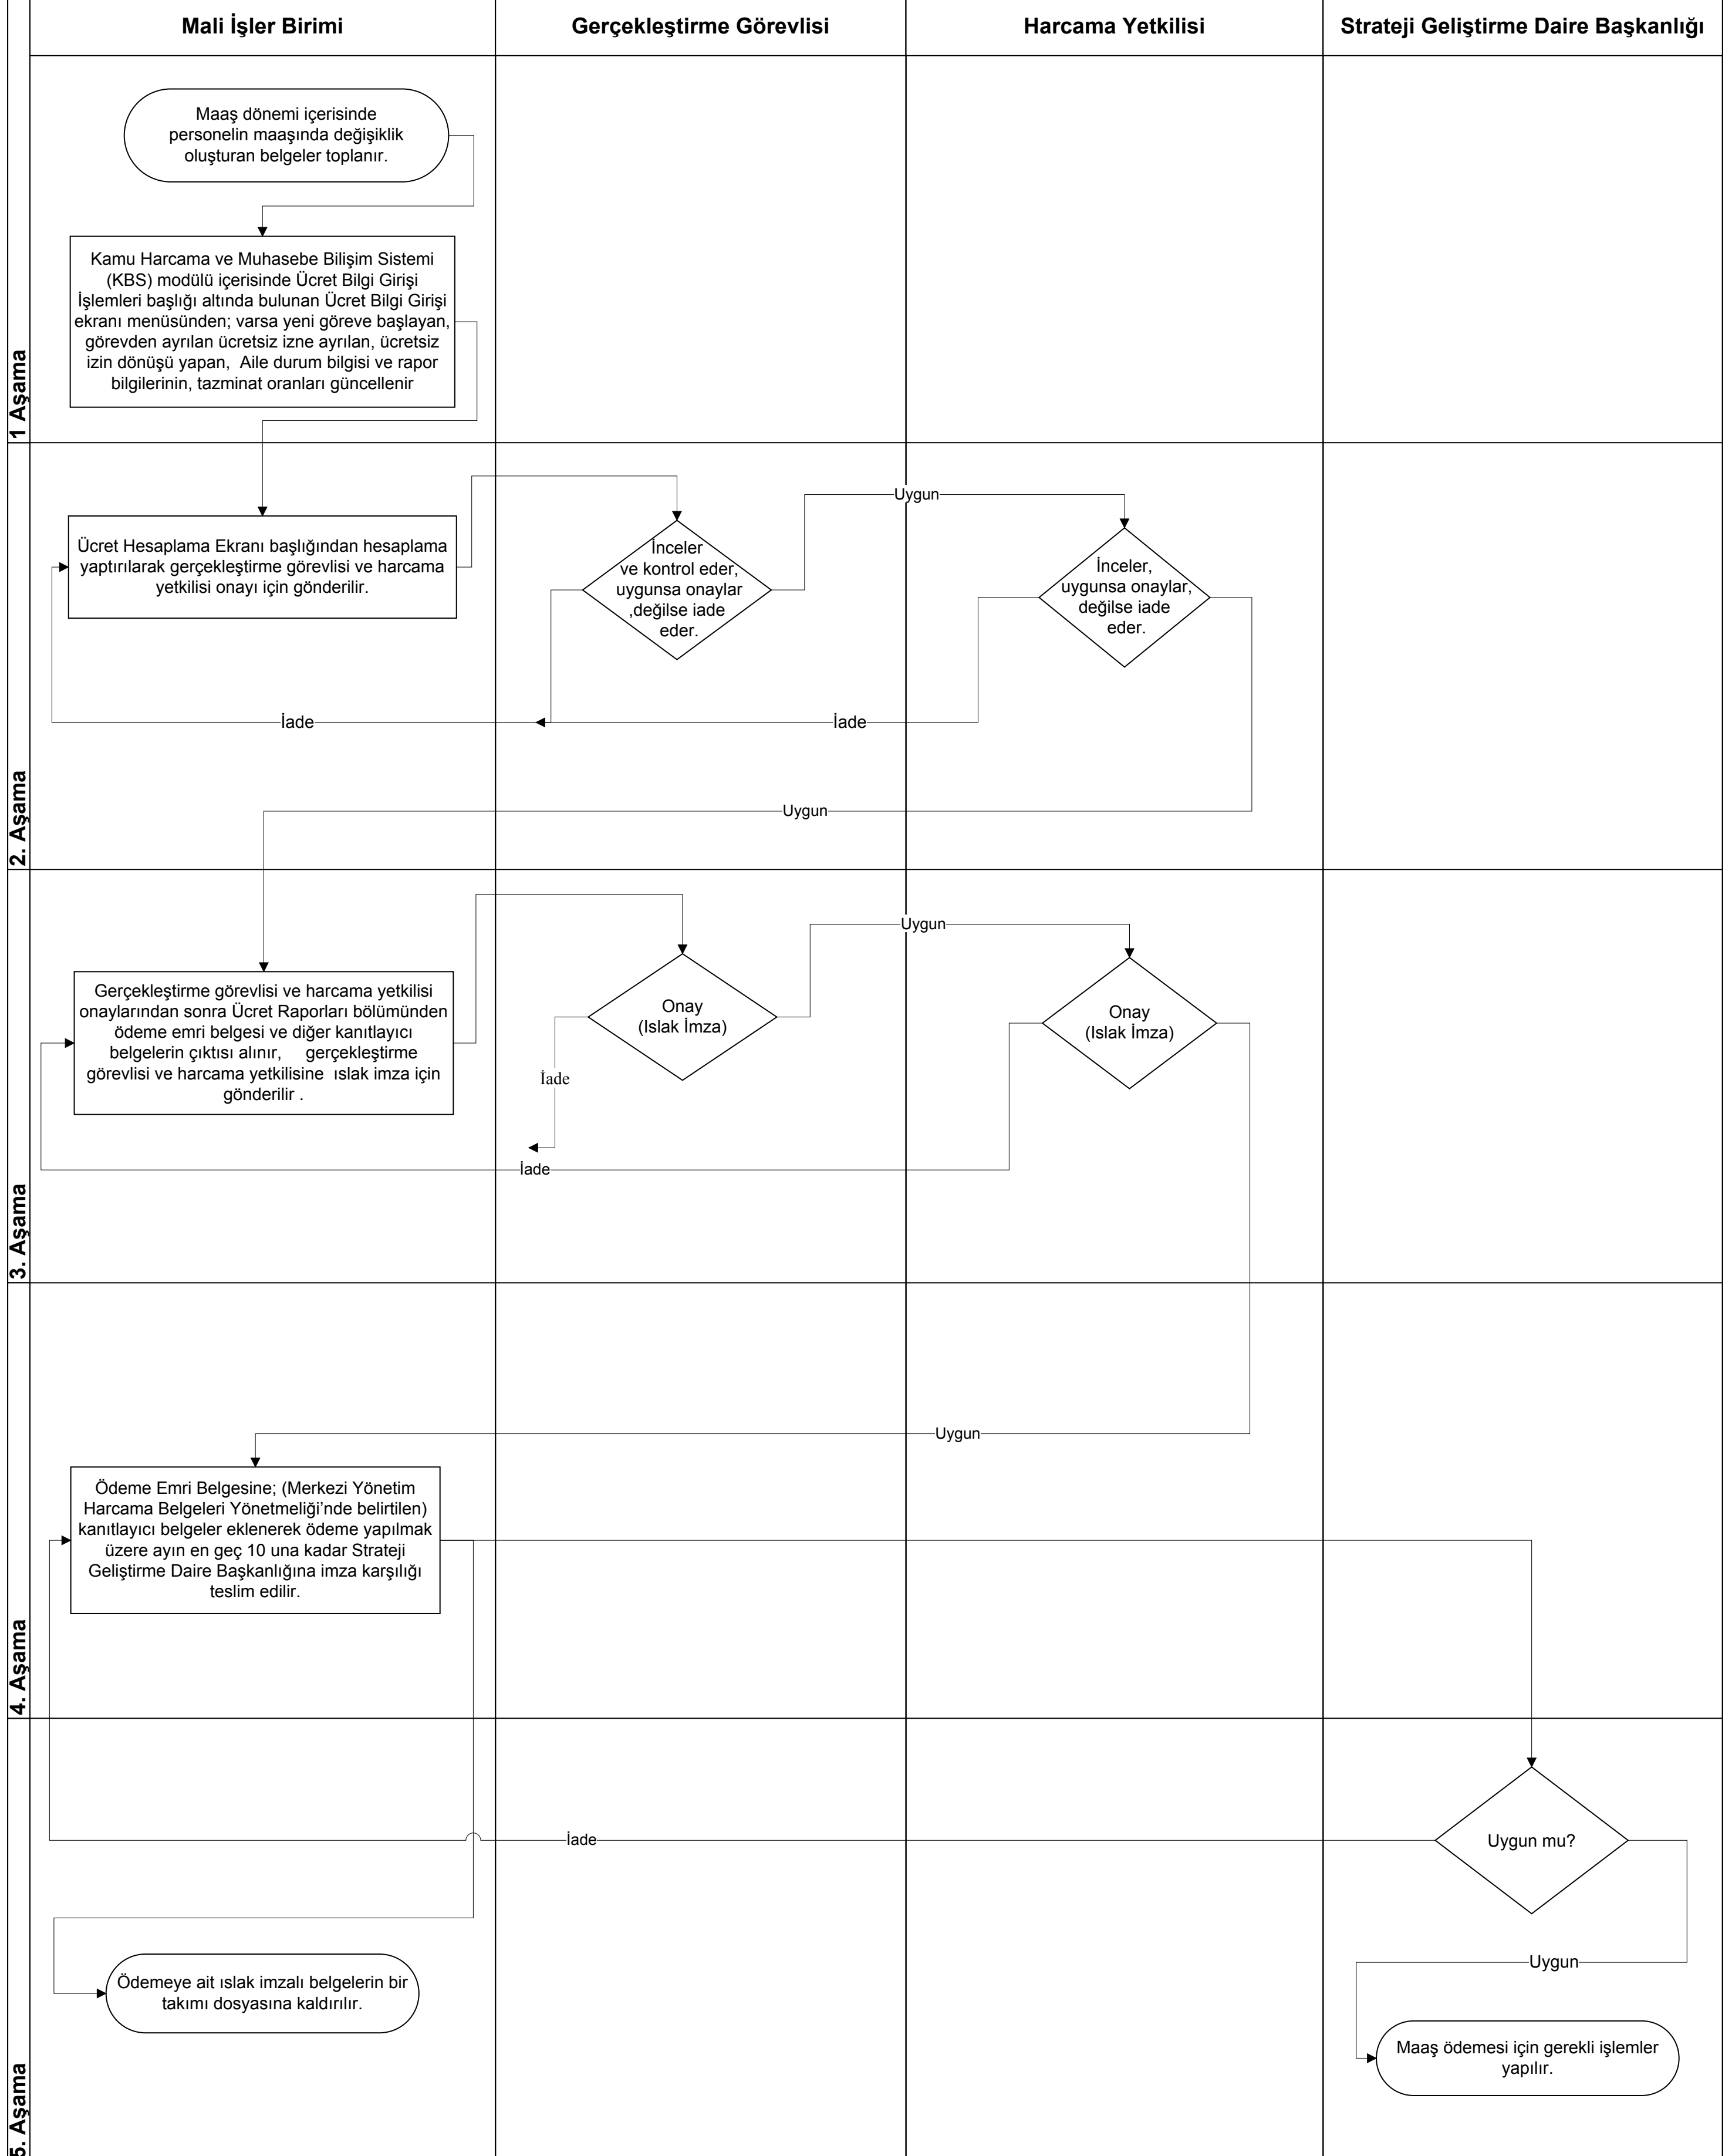 Mali İşler Birimi
Gerçekleştirme Görevlisi
Harcama Yetkilisi
Strateji Geliştirme Daire Başkanlığı
1 Aşama
Maaş dönemi içerisinde
personelin maaşında değişiklik
oluşturan belgeler toplanır.
Kamu Harcama ve Muhasebe Bilişim Sistemi
(KBS) modülü içerisinde Ücret Bilgi Girişi
İşlemleri başlığı altında bulunan Ücret Bilgi Girişi
ekranı menüsünden; varsa yeni göreve başlayan,
görevden ayrılan ücretsiz izne ayrılan, ücretsiz
izin dönüşü yapan, Aile durum bilgisi ve rapor
bilgilerinin, tazminat oranları güncellenir
2. Aşama
Ücret Hesaplama Ekranı başlığından hesaplama
yaptırılarak gerçekleştirme görevlisi ve harcama
yetkilisi onayı için gönderilir.
İnceler
ve kontrol eder,
uygunsa onaylar
,değilse iade
eder.
Uygun
İnceler,
uygunsa onaylar,
değilse iade
eder.
İade
İade
Uygun
3. Aşama
Gerçekleştirme görevlisi ve harcama yetkilisi
onaylarından sonra Ücret Raporları bölümünden
ödeme emri belgesi ve diğer kanıtlayıcı
belgelerin çıktısı alınır, gerçekleştirme
görevlisi ve harcama yetkilisine ıslak imza için
gönderilir .
Onay
(Islak İmza)
Uygun
Onay
(Islak İmza)
İade
İade
4. Aşama
Uygun
Ödeme Emri Belgesine; (Merkezi Yönetim
Harcama Belgeleri Yönetmeliği’nde belirtilen)
kanıtlayıcı belgeler eklenerek ödeme yapılmak
üzere ayın en geç 10 una kadar Strateji
Geliştirme Daire Başkanlığına imza karşılığı
teslim edilir.
5. Aşama
Uygun mu?
İade
Uygun
Ödemeye ait ıslak imzalı belgelerin bir
takımı dosyasına kaldırılır.
Maaş ödemesi için gerekli işlemler
yapılır.